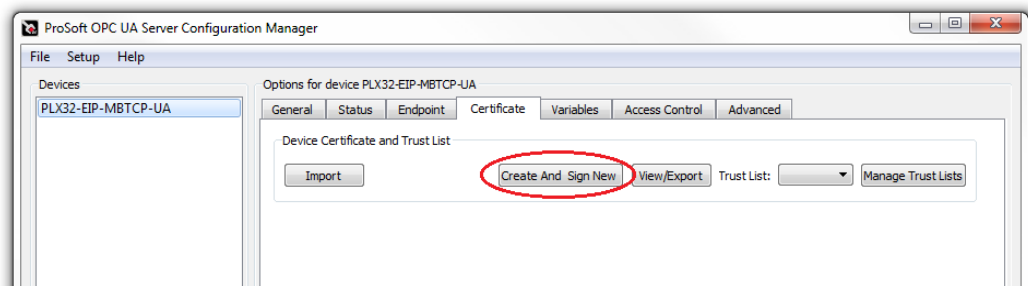 ProSoft OPC UA Server Configuration Manager
File Setup Help
Devices
PLX32-EIP-MBTCP-UA
Options for device PLX32-EIP-MBTCP-UA
General Status Endpoint Certificate Variables Access Control Advanced
Device Certificate and Trust List
Import Create And Sign New View/Export Trust List: Manage Trust Lists